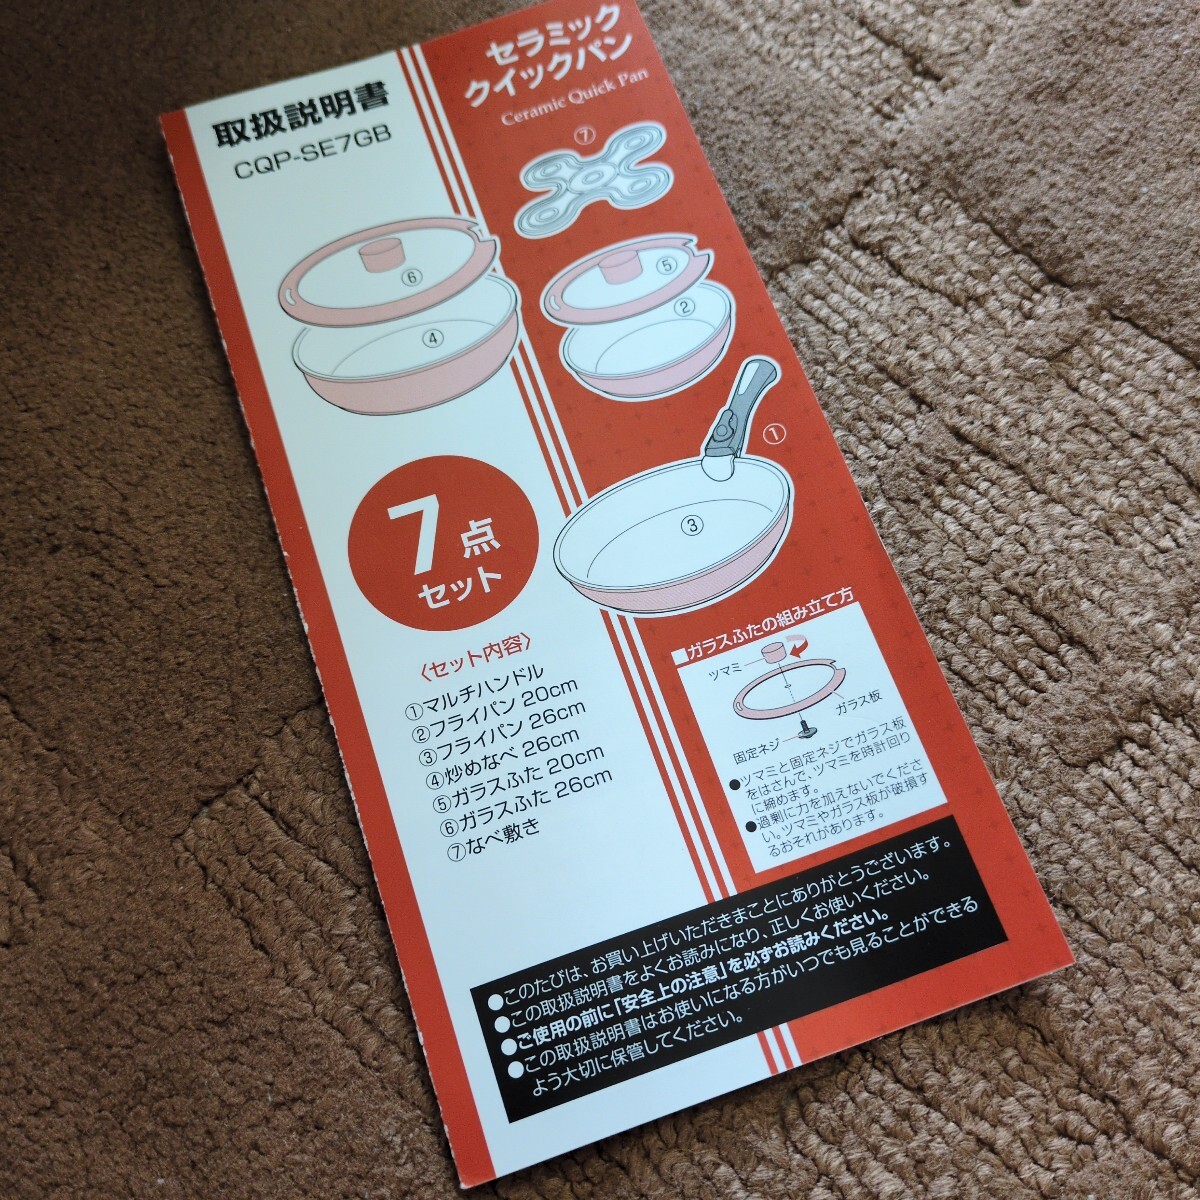 取扱説明書
CQP-SE7GB
セラミック
クイックパン
Ceramic Quick Pan
⑦
⑥
⑤
④
②
①
③
7点
セット
〈セット内容〉
①マルチハンドル
②フライパン 20cm
③フライパン 26cm
④炒めなべ 26cm
⑤ガラスふた 20cm
⑥ガラスふた 26cm
⑦なべ敷き
■ガラスふたの組み立て方
ツマミ
ガラス板
固定ネジ
●ツマミと固定ネジでガラス板
をはさんで、ツマミを時計回り
に締めます。
●過剰に力を加えないでくださ
い。ツマミやガラス板が破損す
るおそれがあります。
●このたびは、お買い上げいただきまことにありがとうございます。
●この取扱説明書をよくお読みになり、正しくお使いください。
●ご使用の前に「安全上の注意」を必ずお読みください。
●この取扱説明書はお使いになる方がいつでも見ることができる
よう大切に保管してください。